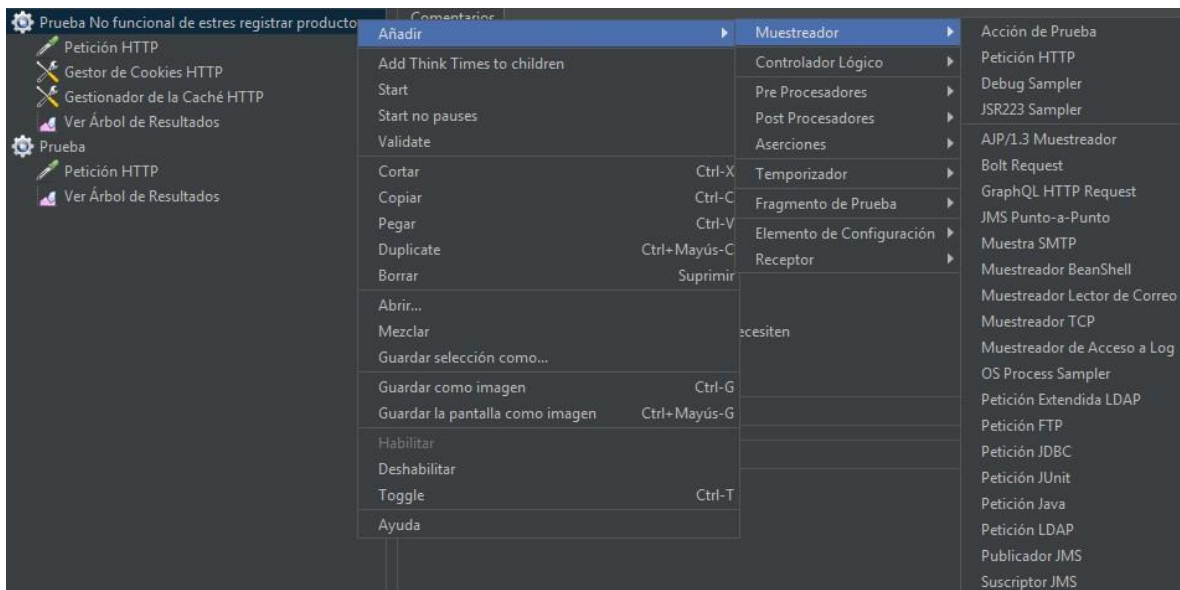 Prueba No funcional de estres registrar producto
Petición HTTP
Gestor de Cookies HTTP
Gestionador de la Caché HTTP
Ver Árbol de Resultados
Prueba
Petición HTTP
Ver Árbol de Resultados
Comentarios
Añadir
Add Think Times to children
Start
Start no pauses
Validate
Cortar Ctrl-X
Copiar Ctrl-C
Pegar Ctrl-V
Duplicate Ctrl+Mayús-C
Borrar Suprimir
Abrir...
Mezclar
Guardar selección como...
Guardar como imagen Ctrl-G
Guardar la pantalla como imagen Ctrl+Mayús-G
Habilitar
Deshabilitar
Toggle Ctrl-T
Ayuda
Muestreador
Controlador Lógico
Pre Procesadores
Post Procesadores
Aserciones
Temporizador
Fragmento de Prueba
Elemento de Configuración
Receptor
ecesiten
Acción de Prueba
Petición HTTP
Debug Sampler
JSR223 Sampler
AJP/1.3 Muestreador
Bolt Request
GraphQL HTTP Request
JMS Punto-a-Punto
Muestra SMTP
Muestreador BeanShell
Muestreador Lector de Correo
Muestreador TCP
Muestreador de Acceso a Log
OS Process Sampler
Petición Extendida LDAP
Petición FTP
Petición JDBC
Petición JUnit
Petición Java
Petición LDAP
Publicador JMS
Suscriptor JMS